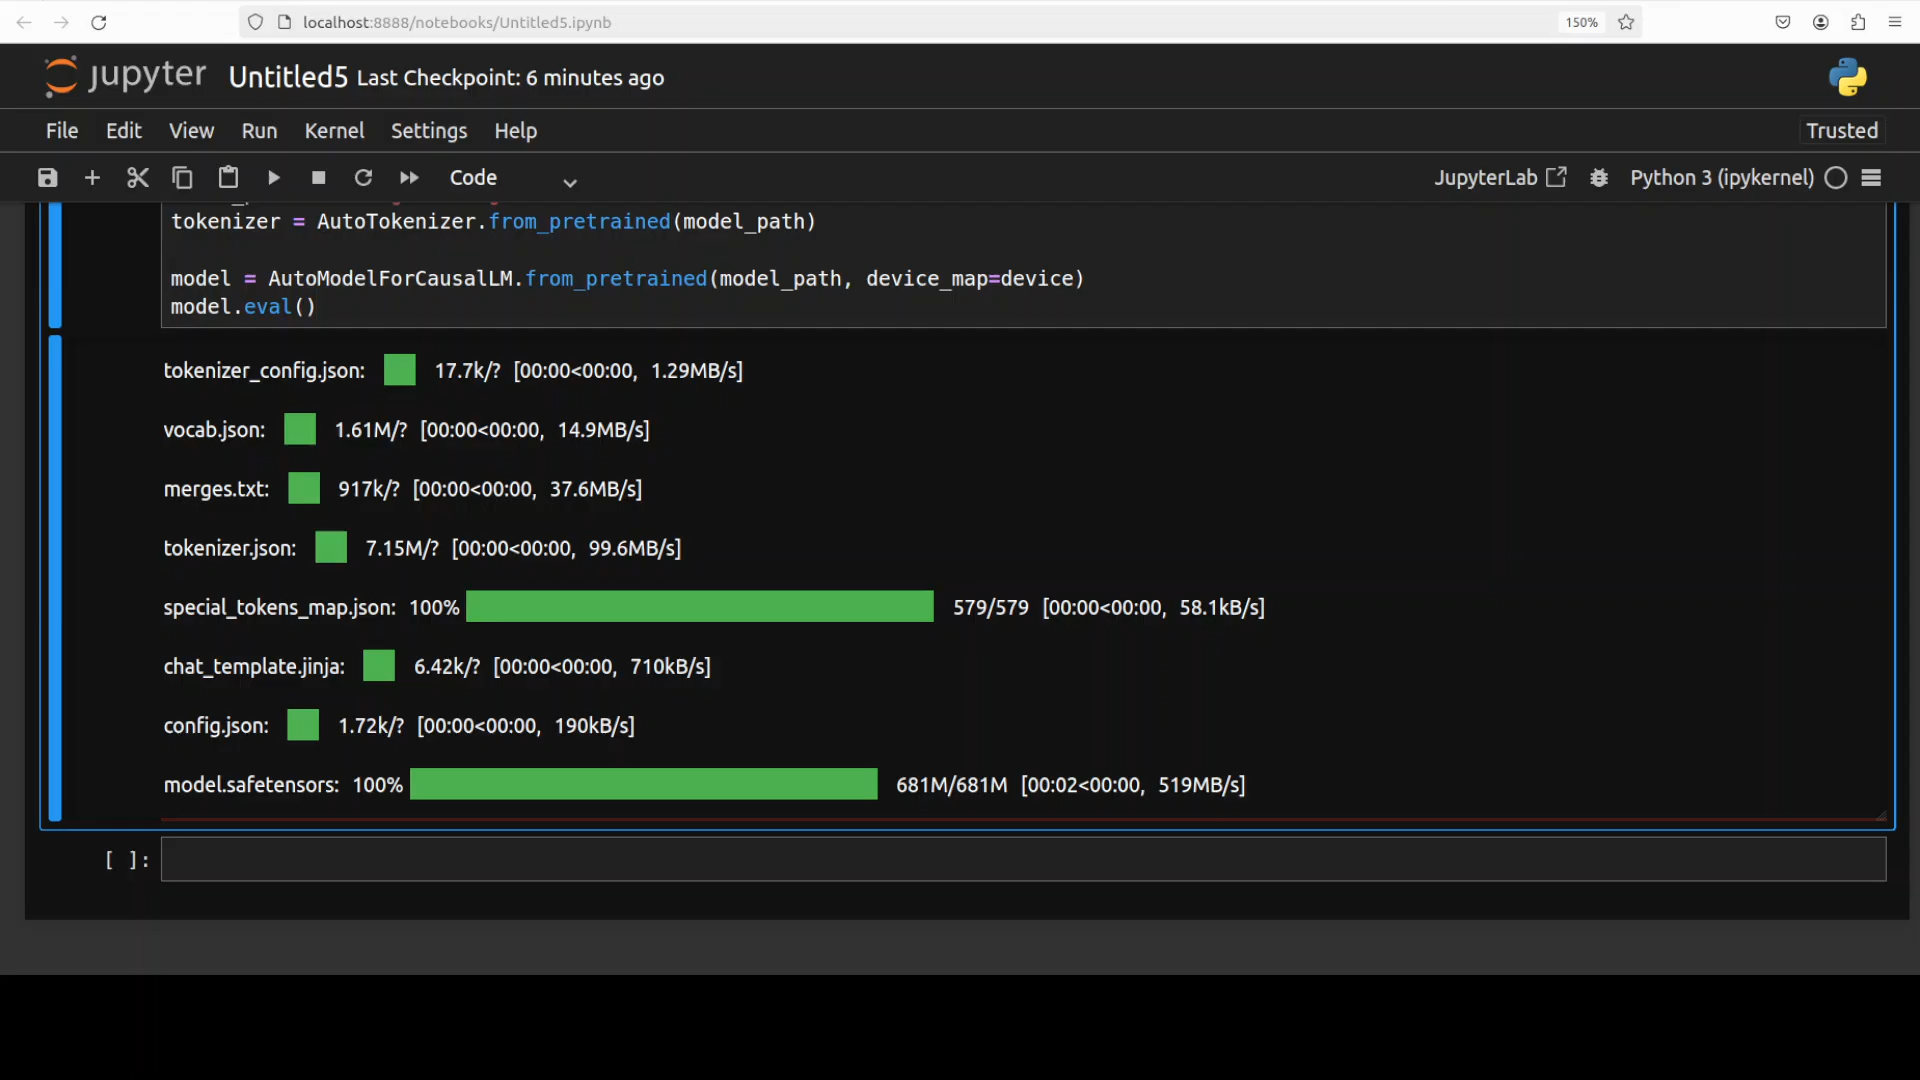 localhost:8888/notebooks/Untitled5.ipynb 150%
jupyter Untitled5 Last Checkpoint: 6 minutes ago
File Edit View Run Kernel Settings Help Trusted
Code JupyterLab Python 3 (ipykernel)
tokenizer = AutoTokenizer.from_pretrained(model_path)
model = AutoModelForCausalLM.from_pretrained(model_path, device_map=device)
model.eval()
tokenizer_config.json: 17.7k/? [00:00<00:00, 1.29MB/s]
vocab.json: 1.61M/? [00:00<00:00, 14.9MB/s]
merges.txt: 917k/? [00:00<00:00, 37.6MB/s]
tokenizer.json: 7.15M/? [00:00<00:00, 99.6MB/s]
special_tokens_map.json: 100% 579/579 [00:00<00:00, 58.1kB/s]
chat_template.jinja: 6.42k/? [00:00<00:00, 710kB/s]
config.json: 1.72k/? [00:00<00:00, 190kB/s]
model.safetensors: 100% 681M/681M [00:02<00:00, 519MB/s]
[ ]: